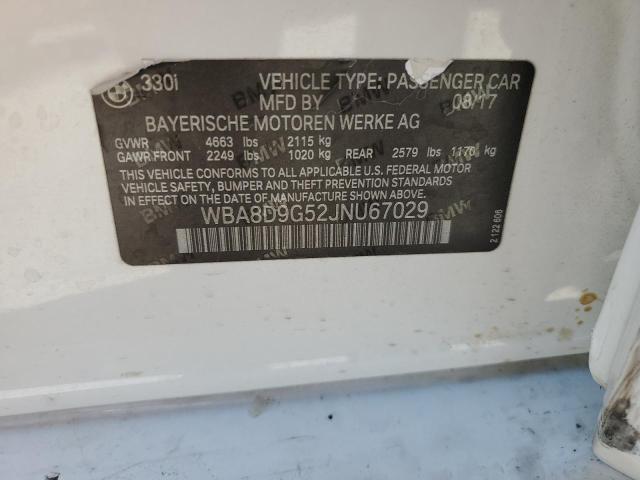 330i VEHICLE TYPE: PASSENGER CAR
MFD BY 08/17
BAYERISCHE MOTOREN WERKE AG
GVWR 4663 lbs 2115 kg
GAWR FRONT 2249 lbs 1020 kg REAR 2579 lbs 1170 kg
THIS VEHICLE CONFORMS TO ALL APPLICABLE U.S. FEDERAL MOTOR
VEHICLE SAFETY, BUMPER AND THEFT PREVENTION STANDARDS
IN EFFECT ON THE DATE OF MANUFACTURE SHOWN ABOVE.
WBA8D9G52JNU67029
2 122 606